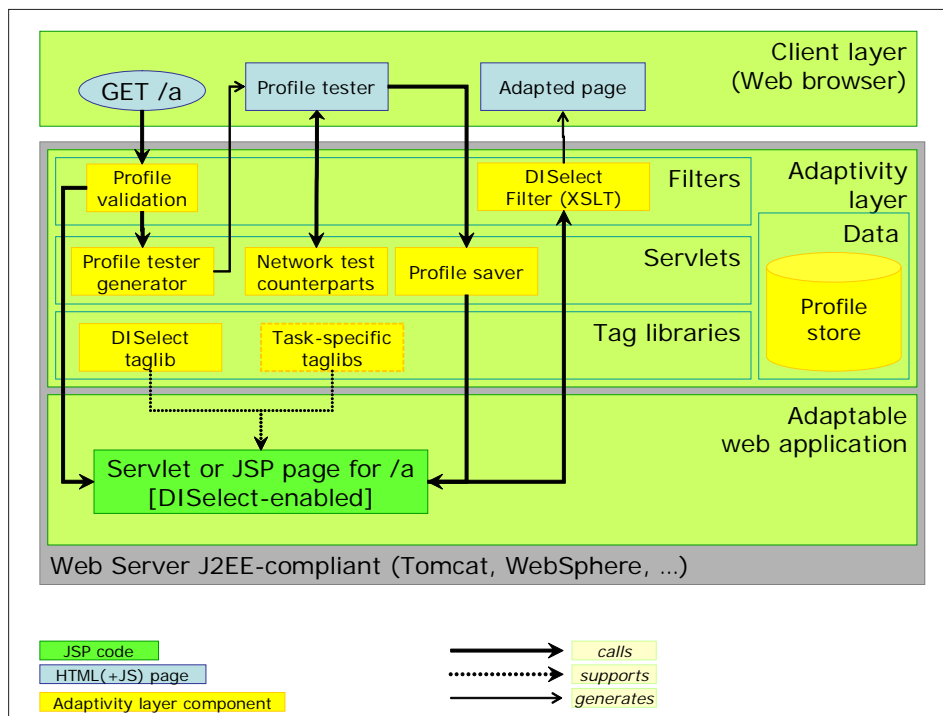 Client layer
(Web browser)
GET /a
Profile tester
Adapted page
Profile
validation
Filters
DISelect
Filter (XSLT)
Adaptivity
layer
Data
Profile tester
generator
Network test
counterparts
Profile saver
Servlets
Profile
store
DISelect
taglib
Task-specific
taglibs
Tag libraries
Adaptable
web application
Servlet or JSP page for /a
[DISelect-enabled]
Web Server J2EE-compliant (Tomcat, WebSphere, ...)
JSP code
HTML(+JS) page
Adaptivity layer component
calls
supports
generates